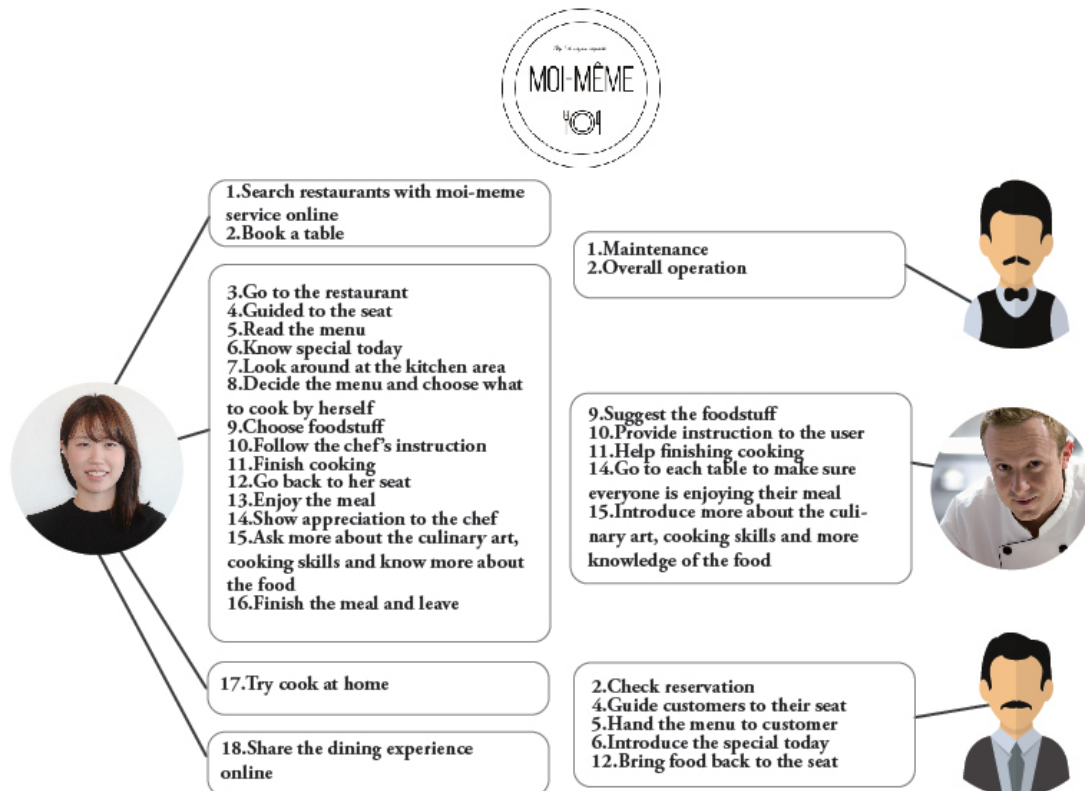 MOI-MÊME
1.Search restaurants with moi-meme
service online
2.Book a table
3.Go to the restaurant
4.Guided to the seat
5.Read the menu
6.Know special today
7.Look around at the kitchen area
8.Decide the menu and choose what
to cook by herself
9.Choose foodstuff
10.Follow the chef's instruction
11.Finish cooking
12.Go back to her seat
13.Enjoy the meal
14.Show appreciation to the chef
15.Ask more about the culinary art,
cooking skills and know more about
the food
16.Finish the meal and leave
17.Try cook at home
18.Share the dining experience
online
1.Maintenance
2.Overall operation
9.Suggest the foodstuff
10.Provide instruction to the user
11.Help finishing cooking
14.Go to each table to make sure
everyone is enjoying their meal
15.Introduce more about the culi-
nary art, cooking skills and more
knowledge of the food
2.Check reservation
4.Guide customers to their seat
5.Hand the menu to customer
6.Introduce the special today
12.Bring food back to the seat